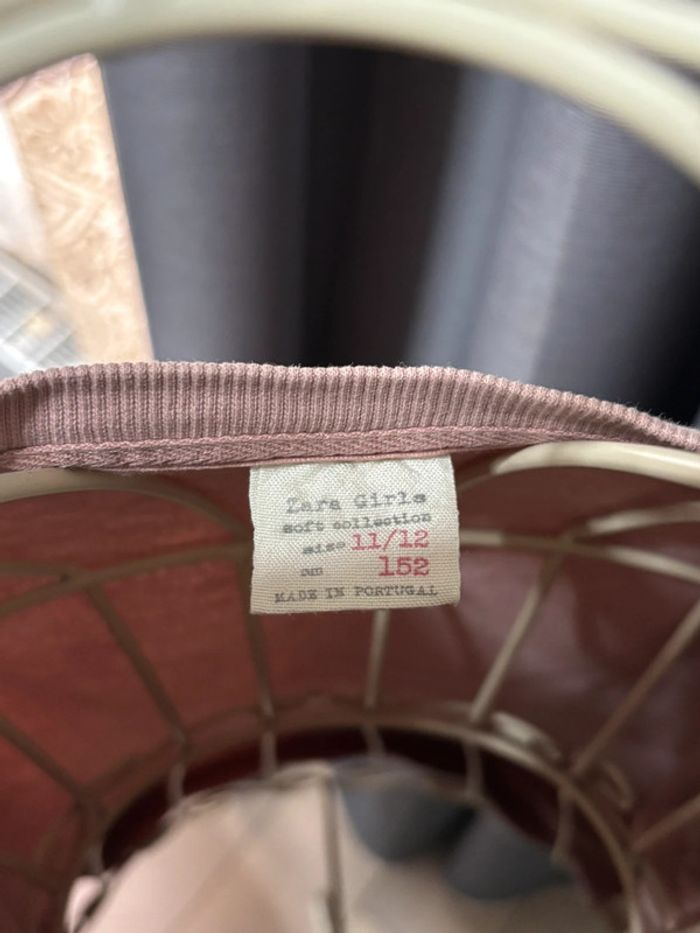 Zara Girls
soft collection
size 11/12
cm 152
MADE IN PORTUGAL